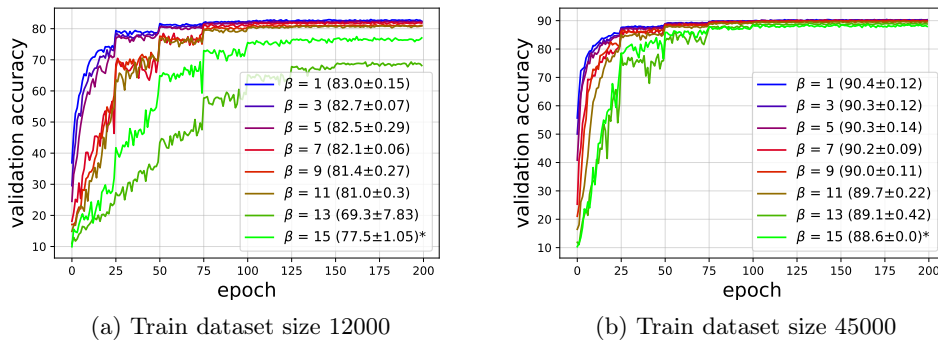 validation accuracy
80
70
60
50
40
30
20
10
β = 1 (83.0±0.15)
β = 3 (82.7±0.07)
β = 5 (82.5±0.29)
β = 7 (82.1±0.06)
β = 9 (81.4±0.27)
β = 11 (81.0±0.3)
β = 13 (69.3±7.83)
β = 15 (77.5±1.05)*
0 25 50 75 100 125 150 175 200
epoch
(a) Train dataset size 12000
validation accuracy
90
80
70
60
50
40
30
20
10
β = 1 (90.4±0.12)
β = 3 (90.3±0.12)
β = 5 (90.3±0.14)
β = 7 (90.2±0.09)
β = 9 (90.0±0.11)
β = 11 (89.7±0.22)
β = 13 (89.1±0.42)
β = 15 (88.6±0.0)*
0 25 50 75 100 125 150 175 200
epoch
(b) Train dataset size 45000